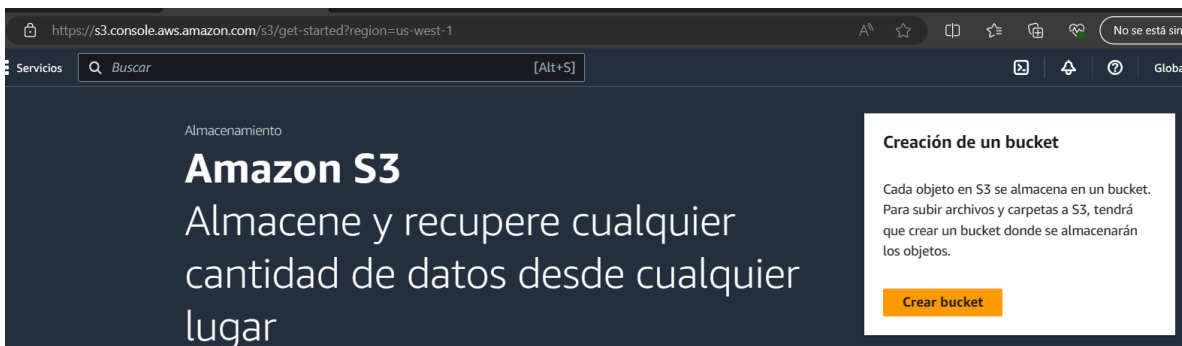 https://s3.console.aws.amazon.com/s3/get-started?region=us-west-1
No se está sin
Servicios
Buscar
[Alt+S]
Globa
Almacenamiento
Amazon S3
Almacene y recupere cualquier
cantidad de datos desde cualquier
lugar
Creación de un bucket
Cada objeto en S3 se almacena en un bucket.
Para subir archivos y carpetas a S3, tendrá
que crear un bucket donde se almacenarán
los objetos.
Crear bucket